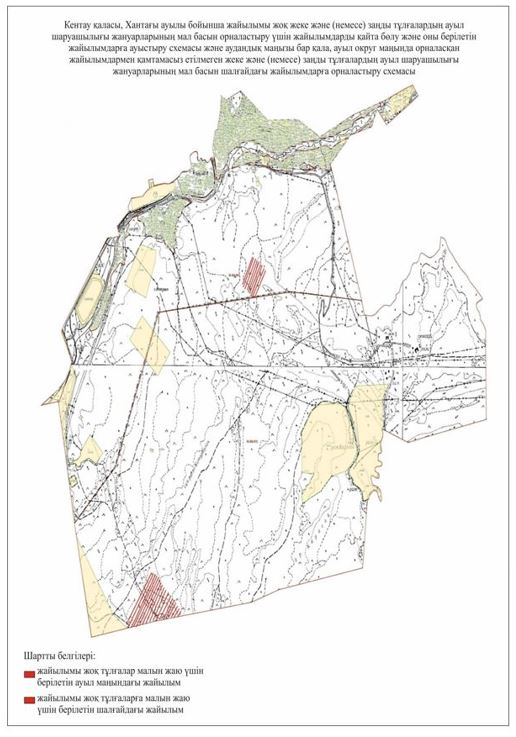 Кентау қаласы, Хантағы ауылы бойынша жайылымы жоқ жеке және (немесе) заңды тұлғалардың ауыл
шаруашылығы жануарларының мал басын орналастыру үшін жайылымдарды қайта бөлу және оны берілетін
жайылымдарға ауыстыру схемасы және аудандық маңызы бар қала, ауыл округ маңында орналасқан
жайылымдармен қамтамасыз етілмеген жеке және (немесе) заңды тұлғалардың ауыл шаруашылығы
жануарларының мал басын шалғайдағы жайылымдарға орналастыру схемасы
Шартты белгілері:
жайылымы жоқ тұлғалар малын жаю үшін
берілетін ауыл маңындағы жайылым
жайылымы жоқ тұлғаларға малын жаю
үшін берілетін шалғайдағы жайылым